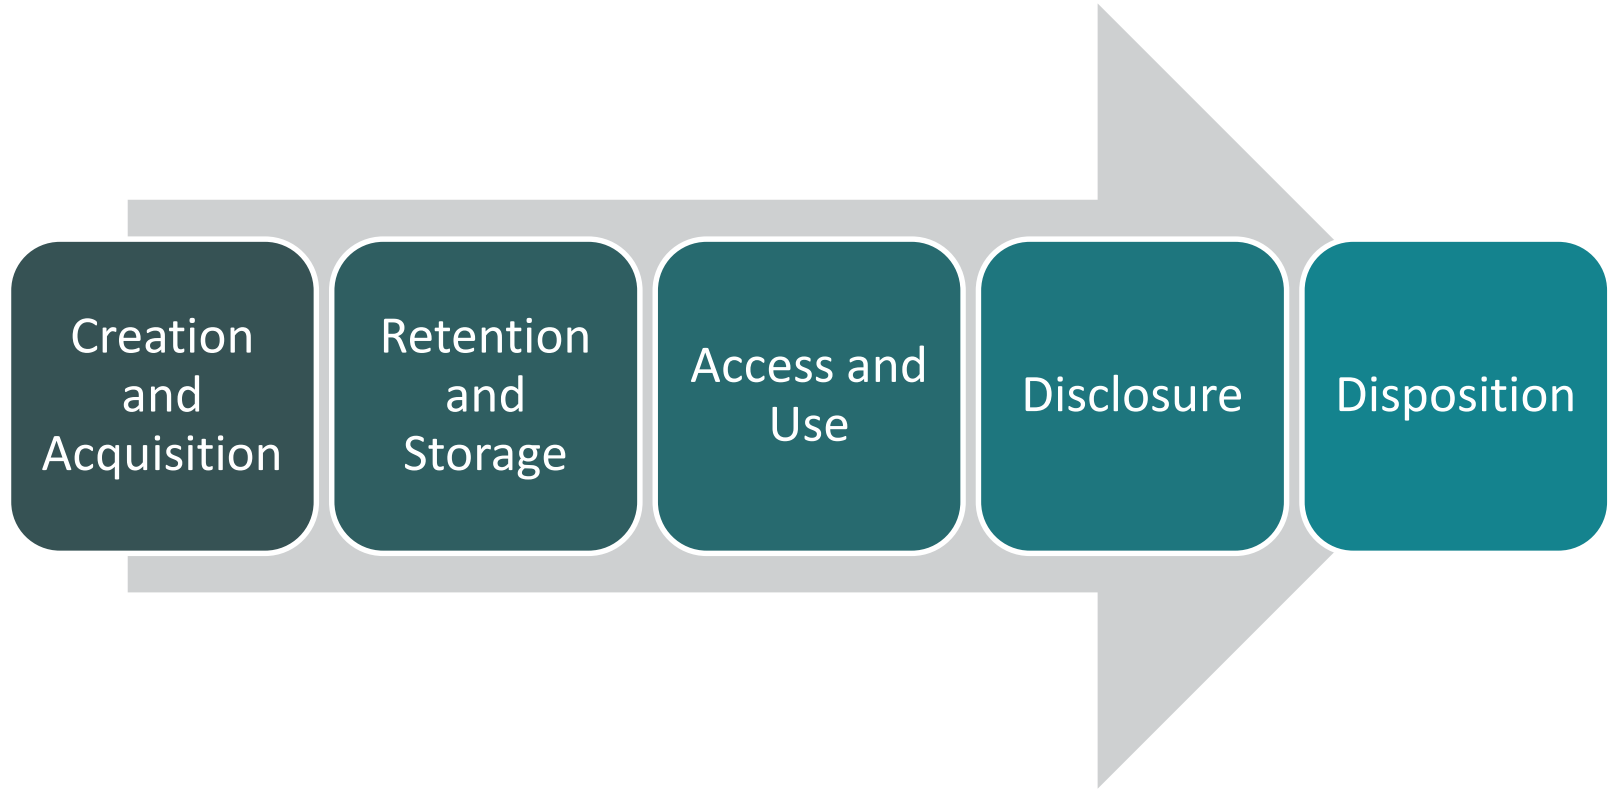 Creation
and
Acquisition
Retention
and
Storage
Access and
Use
Disclosure
Disposition